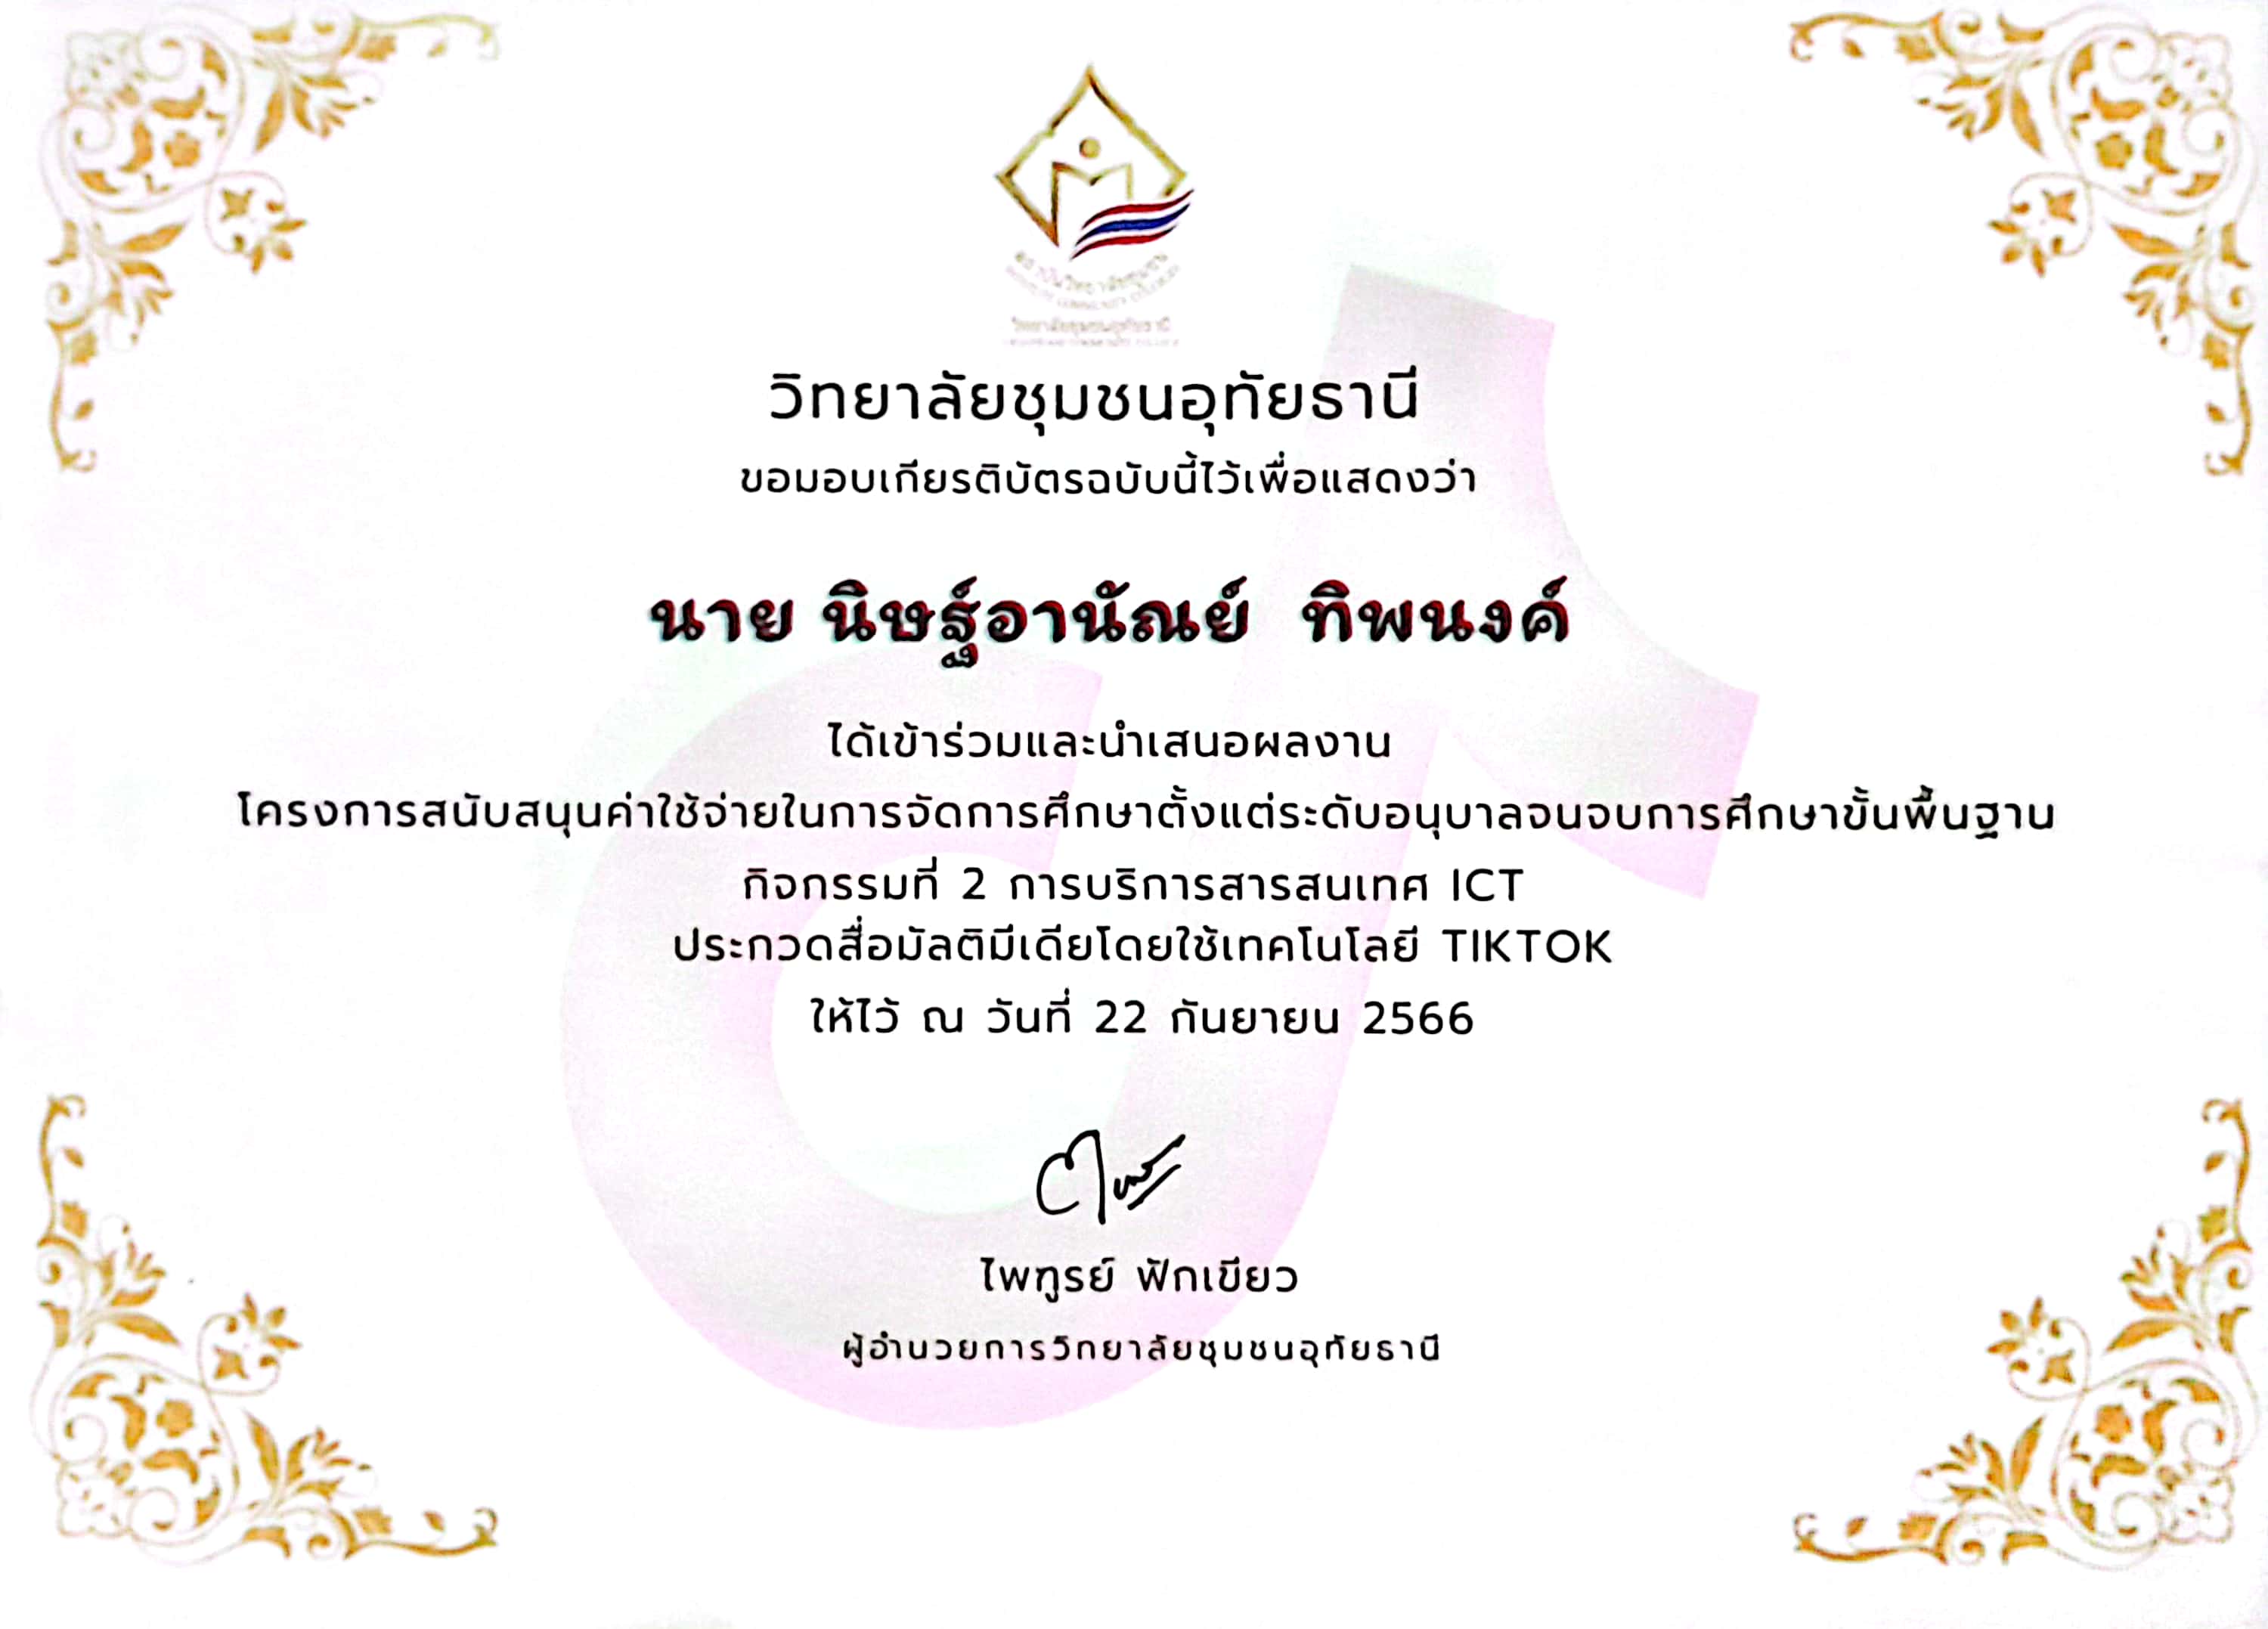 สถาบันวิทยาลัยชุมชน
วิทยาลัยชุมชนอุทัยธานี
วิทยาลัยชุมชนอุทัยธานี
ขอมอบเกียรติบัตรฉบับนี้ไว้เพื่อแสดงว่า
นาย นิษฐ์อานัณย์ ทิพนงค์
ได้เข้าร่วมและนำเสนอผลงาน
โครงการสนับสนุนค่าใช้จ่ายในการจัดการศึกษาตั้งแต่ระดับอนุบาลจนจบการศึกษาขั้นพื้นฐาน
กิจกรรมที่ 2 การบริการสารสนเทศ ICT
ประกวดสื่อมัลติมีเดียโดยใช้เทคโนโลยี TIKTOK
ให้ไว้ ณ วันที่ 22 กันยายน 2566
ไพฑูรย์ ฟักเขียว
ผู้อำนวยการวิทยาลัยชุมชนอุทัยธานี